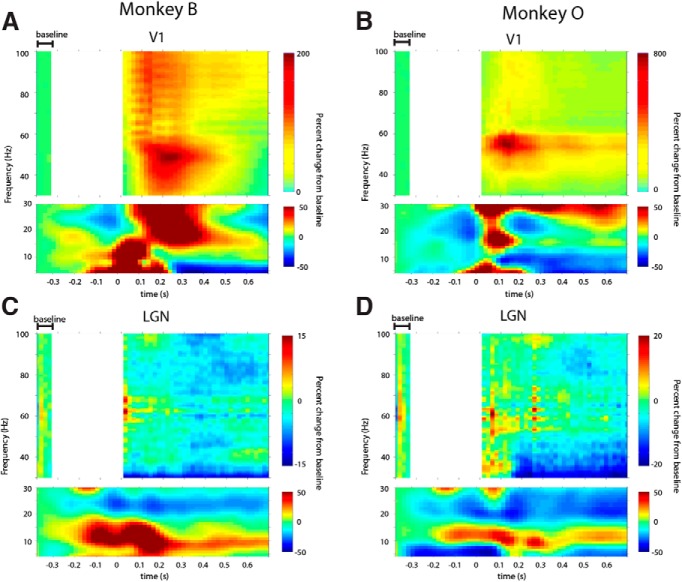 Monkey B
Monkey O
A
V1
baseline
100
80
60
40
Frequency (Hz)
200
0
Percent change from baseline
30
20
10
50
0
-50
-0.3 -0.2 -0.1 0 0.1 0.2 0.3 0.4 0.5 0.6
time (s)
B
V1
baseline
100
80
60
40
Frequency (Hz)
800
0
Percent change from baseline
30
20
10
50
0
-50
-0.3 -0.2 -0.1 0 0.1 0.2 0.3 0.4 0.5 0.6
time (s)
C
LGN
baseline
100
80
60
40
Frequency (Hz)
15
0
-15
Percent change from baseline
30
20
10
50
0
-50
-0.3 -0.2 -0.1 0 0.1 0.2 0.3 0.4 0.5 0.6
time (s)
D
LGN
baseline
100
80
60
40
Frequency (Hz)
20
0
-20
Percent change from baseline
30
20
10
50
0
-50
-0.3 -0.2 -0.1 0 0.1 0.2 0.3 0.4 0.5 0.6
time (s)